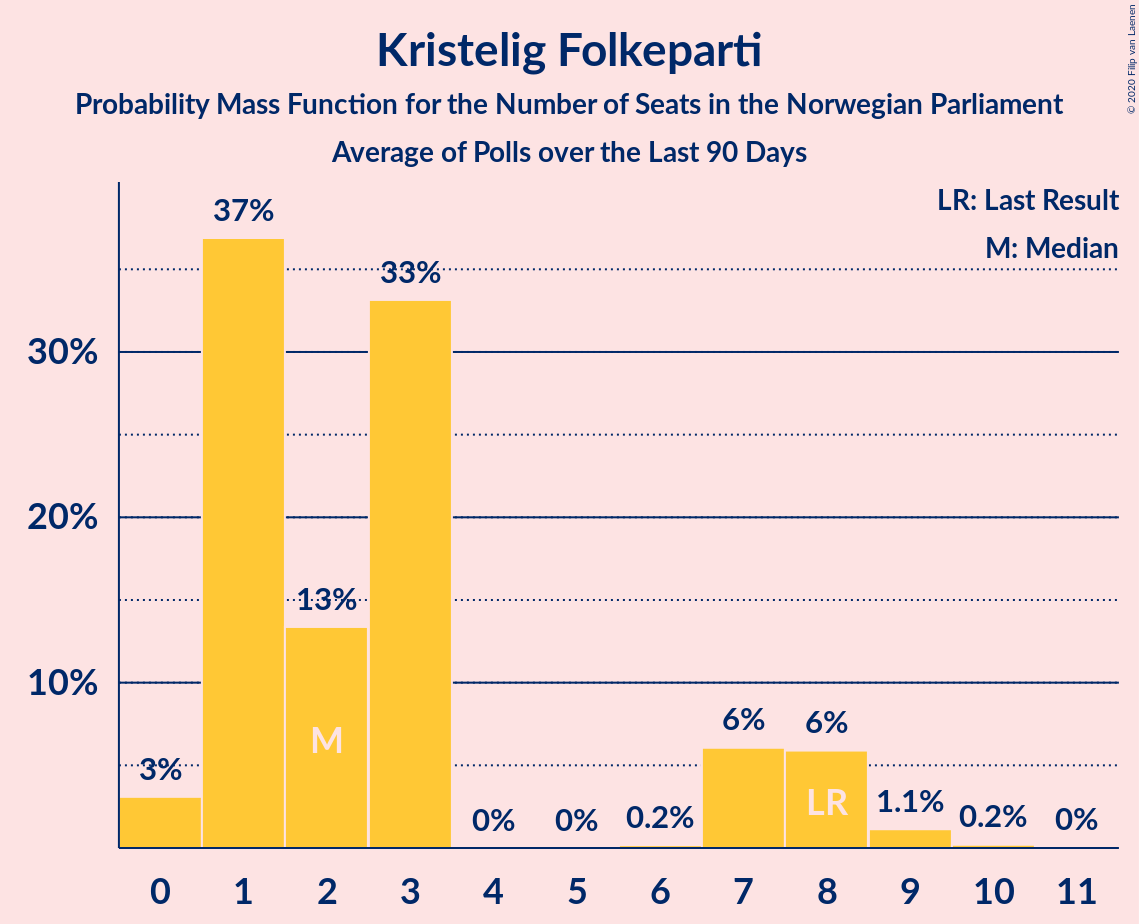 © 2020 Filip van Laenen
Kristelig Folkeparti
Probability Mass Function for the Number of Seats in the Norwegian Parliament
Average of Polls over the Last 90 Days
LR: Last Result
M: Median
37%
33%
30%
20%
13%
10%
M
6%
6%
3%
LR
0%
0%
0.2%
1.1%
0.2%
0%
0 1 2 3 4 5 6 7 8 9 10 11